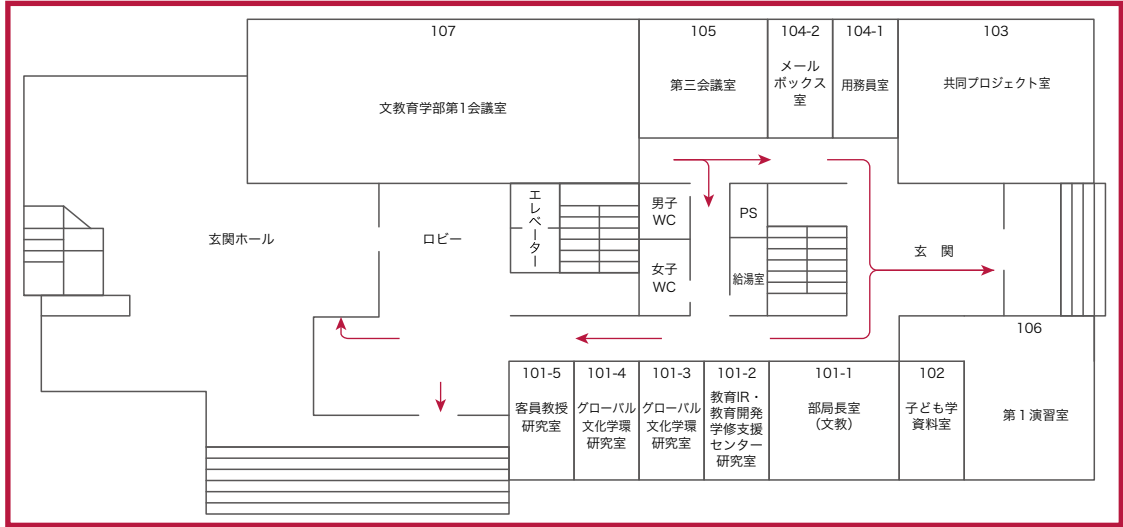 107
文教育学部第1会議室
105
第三会議室
104-2
メール
ボックス
室
104-1
用務員室
103
共同プロジェクト室
玄関ホール
ロビー
エレベーター
男子
WC
女子
WC
PS
給湯室
玄　関
101-5
客員教授
研究室
101-4
グローバル
文化学環
研究室
101-3
グローバル
文化学環
研究室
101-2
教育IR・
教育開発
学修支援
センター
研究室
101-1
部局長室
（文教）
102
子ども学
資料室
106
第１演習室